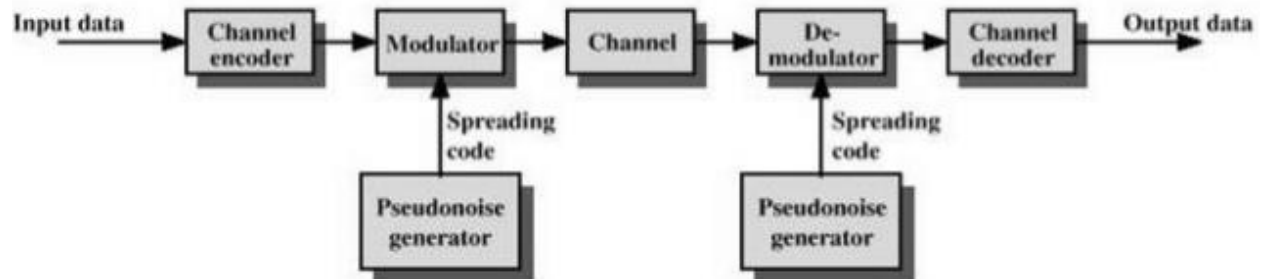 Input data
Channel
encoder
Modulator
Channel
De-
modulator
Channel
decoder
Output data
Spreading
code
Spreading
code
Pseudonoise
generator
Pseudonoise
generator